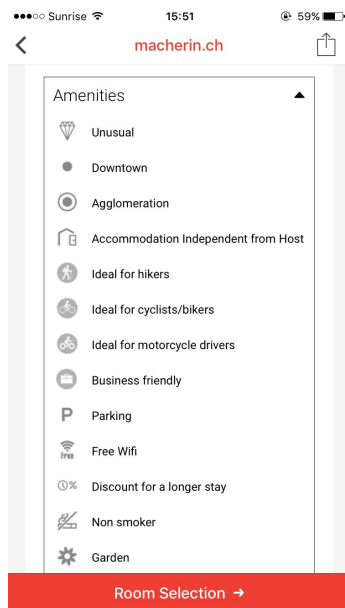 Sunrise 15:51 59%
macherin.ch
Amenities
Unusual
Downtown
Agglomeration
Accommodation Independent from Host
Ideal for hikers
Ideal for cyclists/bikers
Ideal for motorcycle drivers
Business friendly
P Parking
Free Free Wifi
% Discount for a longer stay
Non smoker
Garden
Room Selection →